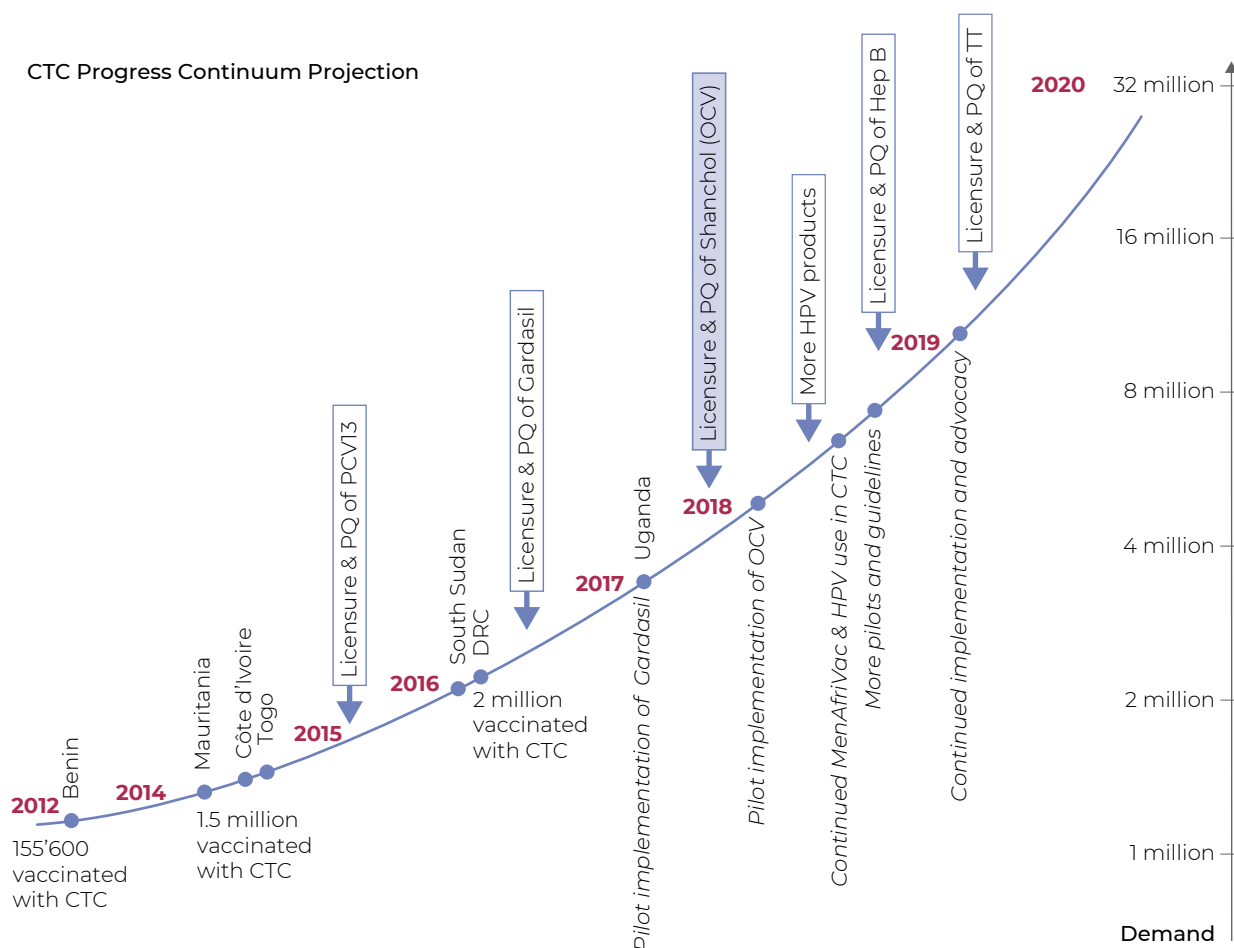 CTC Progress Continuum Projection
2012
Benin
155'600
vaccinated
with CTC
2014
Mauritania
Côte d'Ivoire
Togo
1.5 million
vaccinated
with CTC
2015
Licensure & PQ of PCV13
2016
South Sudan
DRC
2 million
vaccinated
with CTC
Licensure & PQ of Gardasil
2017
Uganda
Pilot implementation of Gardasil
2018
Licensure & PQ of Shanchol (OCV)
Pilot implementation of OCV
More HPV products
Continued MenAfriVac & HPV use in CTC
More pilots and guidelines
Licensure & PQ of Hep B
2019
Continued implementation and advocacy
Licensure & PQ of TT
2020
32 million
16 million
8 million
4 million
2 million
1 million
Demand